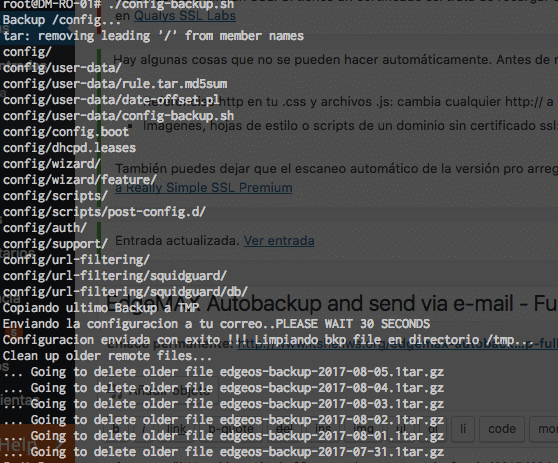 root@DM-RO-01# ./config-backup.sh
Backup /config...
tar: removing leading '/' from member names
config/
config/user-data/
config/user-data/rule.tar.md5sum
config/user-data/date-offset.pl
config/user-data/config-backup.sh
config/config.boot
config/dhcpd.leases
config/wizard/
config/wizard/feature/
config/scripts/
config/scripts/post-config.d/
config/auth/
config/support/
config/url-filtering/
config/url-filtering/squidguard/
config/url-filtering/squidguard/db/
Copiando ultimo Backup a TMP
Enviando la configuracion a tu correo..PLEASE WAIT 30 SECONDS
Configuracion enviada con exito !!! Limpiando bkp file en directorio /tmp...
Clean up older remote files...
... Going to delete older file edgeos-backup-2017-08-05.1tar.gz
... Going to delete older file edgeos-backup-2017-08-04.1tar.gz
... Going to delete older file edgeos-backup-2017-08-03.1tar.gz
... Going to delete older file edgeos-backup-2017-08-02.1tar.gz
... Going to delete older file edgeos-backup-2017-08-01.1tar.gz
... Going to delete older file edgeos-backup-2017-07-31.1tar.gz
en Qualys SSL Labs
Hay algunas cosas que no se pueden hacer automáticamente. Antes de
http en tu .css y archivos .js: cambia cualquier http:// a
Imágenes, hojas de estilo o scripts de un dominio sin certificado ssl:
También puedes dejar que el escaneo automático de la versión pro
a Really Simple SSL Premium
Entrada actualizada. Ver entrada
EdgeMAX Autobackup and send via e-mail - Fu
Añadir objeto
b link b-quote del ins img ul ol li code